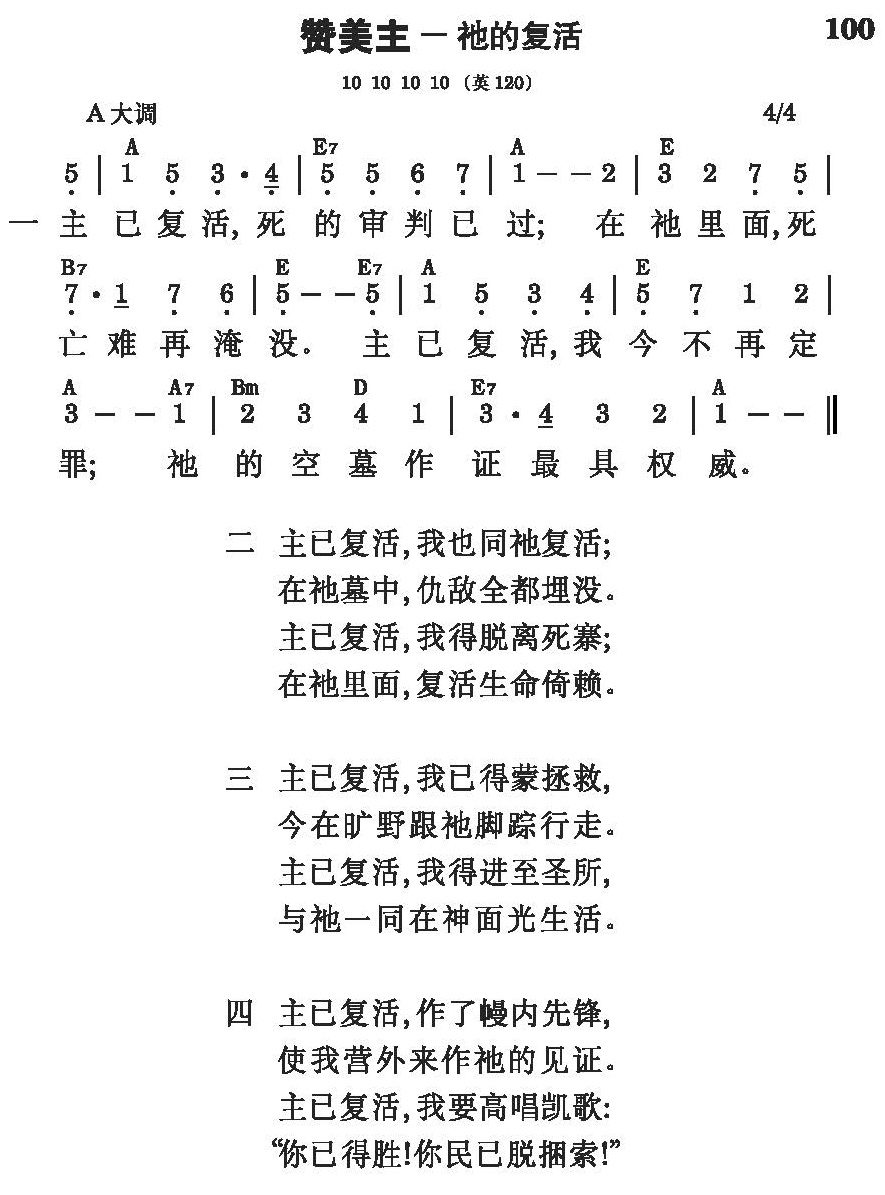 赞美主－祂的复活 100
10 10 10 10（英120）
A大调 4/4
A E7 A E
5 | 1 5 3 · 4 | 5 5 6 7 | 1 - - 2 | 3 2 7 5 |
一 主已复活,死的审判已过;在祂里面,死
B7 E E7 A E
7 · 1 7 6 | 5 - - 5 | 1 5 3 4 | 5 7 1 2 |
亡难再淹没。主已复活,我今不再定
A A7 Bm D E7 A
3 - - 1 | 2 3 4 1 | 3 · 4 3 2 | 1 - - ‖
罪;祂的空墓作证最具权威。
二 主已复活,我也同祂复活;
在祂墓中,仇敌全都埋没。
主已复活,我得脱离死寨;
在祂里面,复活生命倚赖。
三 主已复活,我已得蒙拯救,
今在旷野跟祂脚踪行走。
主已复活,我得进至圣所,
与祂一同在神面光生活。
四 主已复活,作了幔内先锋,
使我营外来作祂的见证。
主已复活,我要高唱凯歌:
“你已得胜!你民已脱捆索!”